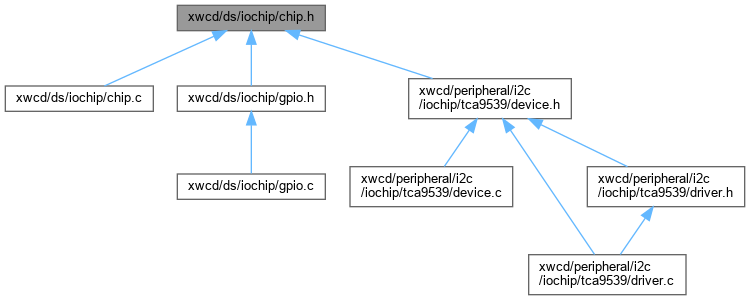 xwcd/ds/iochip/chip.h
xwcd/ds/iochip/chip.c
xwcd/ds/iochip/gpio.h
xwcd/peripheral/i2c
/iochip/tca9539/device.h
xwcd/ds/iochip/gpio.c
xwcd/peripheral/i2c
/iochip/tca9539/device.c
xwcd/peripheral/i2c
/iochip/tca9539/driver.h
xwcd/peripheral/i2c
/iochip/tca9539/driver.c